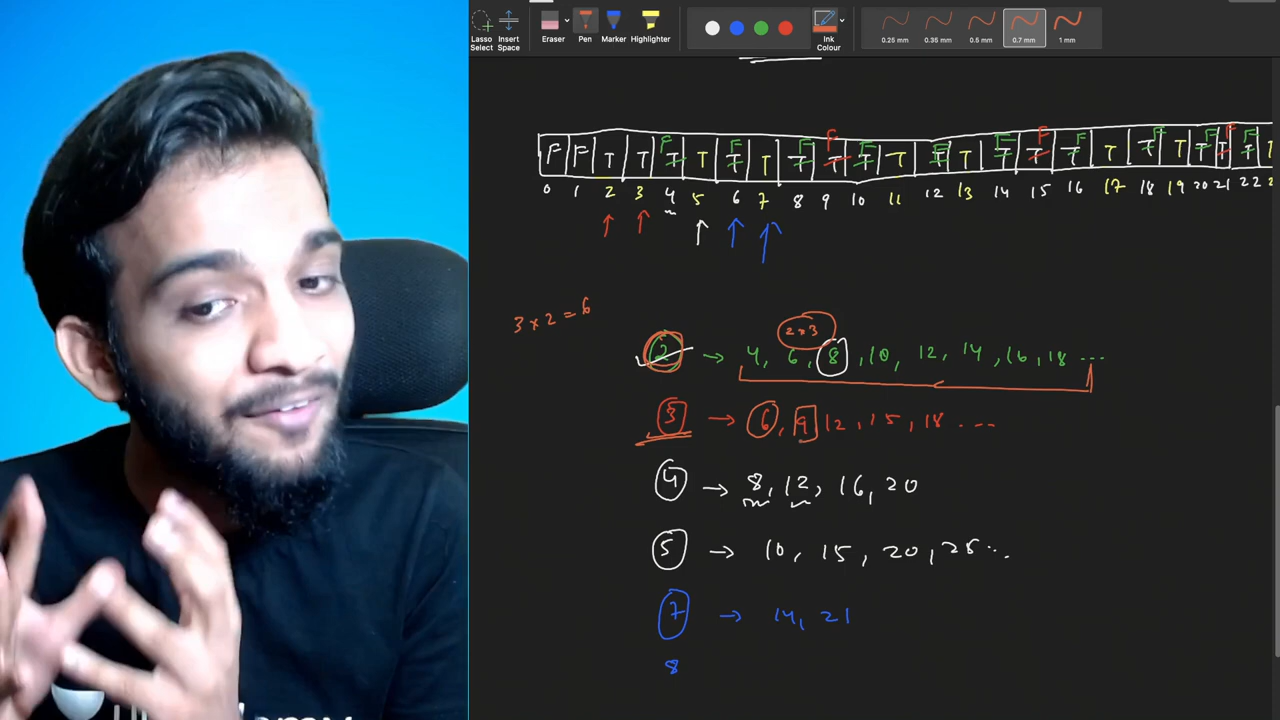 Lasso Select
Insert Space
Eraser
Pen
Marker
Highlighter
Ink Colour
0.25 mm
0.35 mm
0.5 mm
0.7 mm
1 mm
F F F F F F F F F F F F F F
F F T T T T T T T T T T T T T T T T T T T T T T
0 1 2 3 4 5 6 7 8 9 10 11 12 13 14 15 16 17 18 19 20 21 22
3 x 2 = 6
2 x 3
2 → 4, 6, 8, 10, 12, 14, 16, 18 ...
3 → 6, 9 12, 15, 18 ...
4 → 8, 12, 16, 20
5 → 10, 15, 20, 25 ...
7 → 14, 21
8